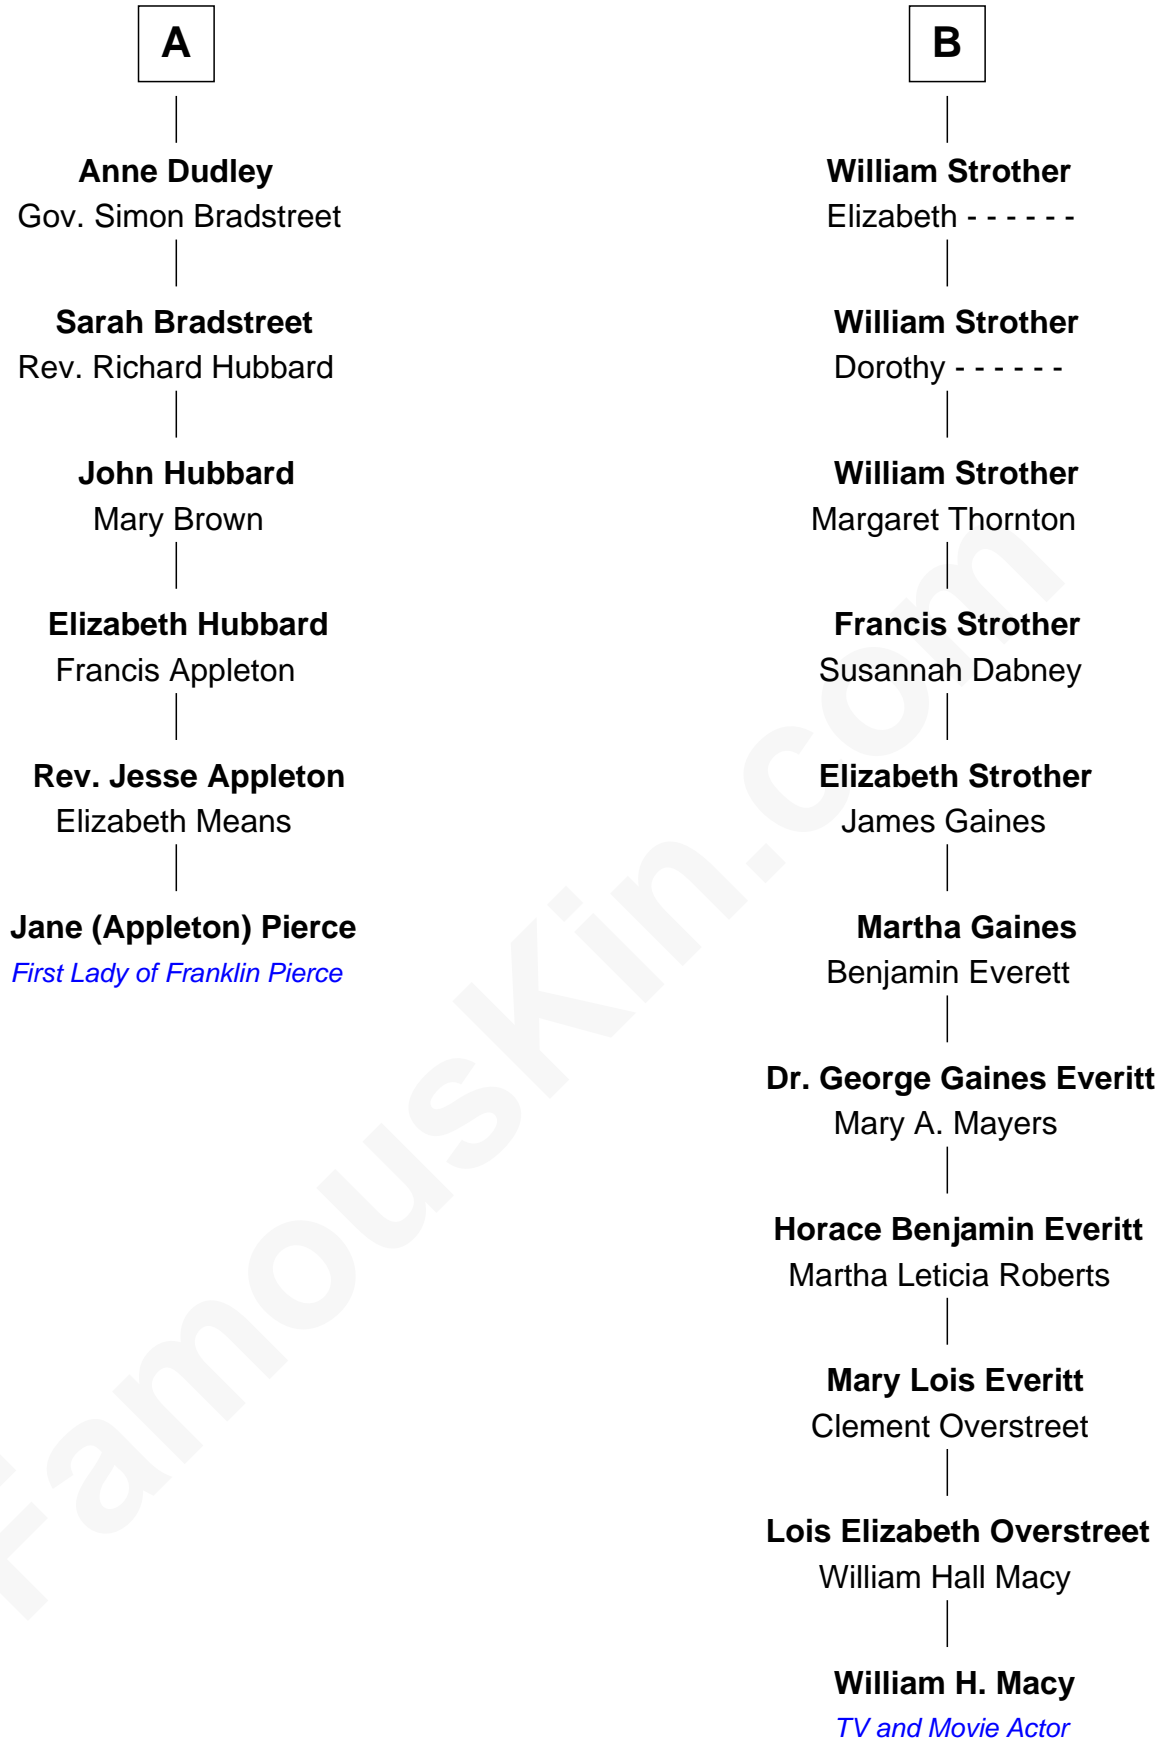 A
Anne Dudley
Gov. Simon Bradstreet
Sarah Bradstreet
Rev. Richard Hubbard
John Hubbard
Mary Brown
Elizabeth Hubbard
Francis Appleton
Rev. Jesse Appleton
Elizabeth Means
Jane (Appleton) Pierce
First Lady of Franklin Pierce
B
William Strother
Elizabeth - - - - - -
William Strother
Dorothy - - - - - -
William Strother
Margaret Thornton
Francis Strother
Susannah Dabney
Elizabeth Strother
James Gaines
Martha Gaines
Benjamin Everett
Dr. George Gaines Everitt
Mary A. Mayers
Horace Benjamin Everitt
Martha Leticia Roberts
Mary Lois Everitt
Clement Overstreet
Lois Elizabeth Overstreet
William Hall Macy
William H. Macy
TV and Movie Actor
FamousKin.com